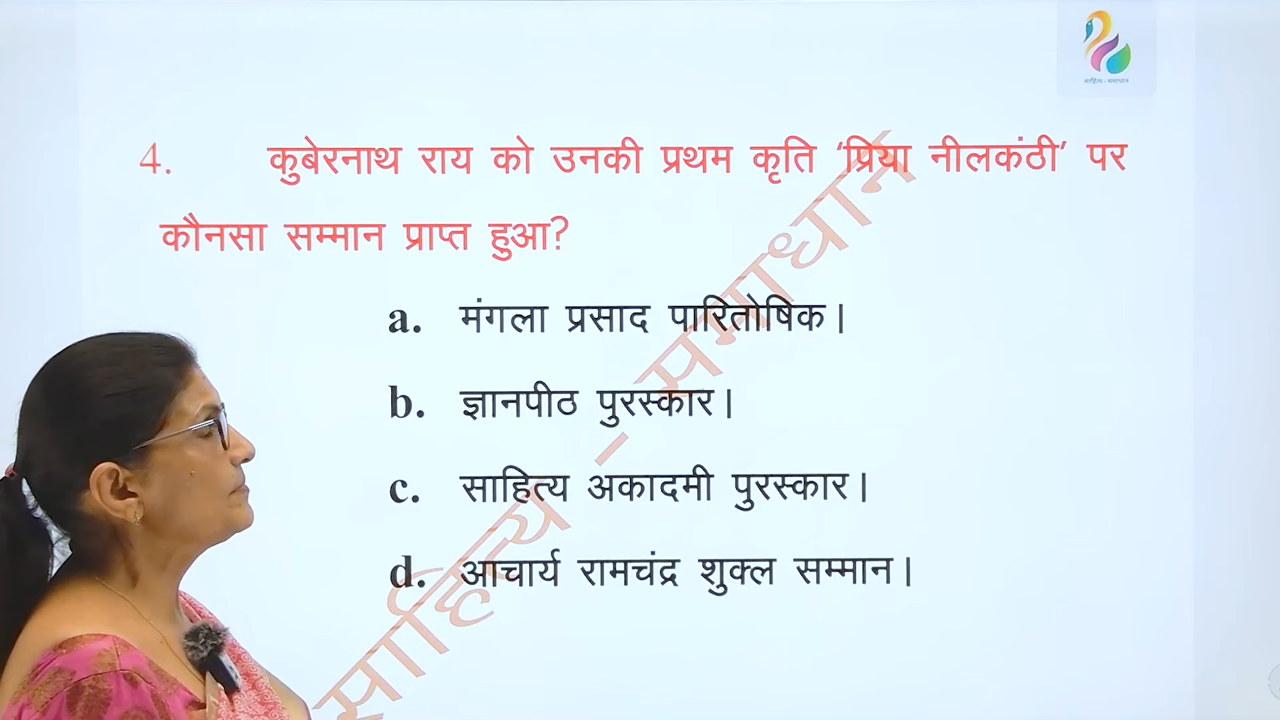 साहित्य - समाधान
4. कुबेरनाथ राय को उनकी प्रथम कृति ‘प्रिया नीलकंठी’ पर
कौनसा सम्मान प्राप्त हुआ?
a. मंगला प्रसाद पारितोषिक।
b. ज्ञानपीठ पुरस्कार।
c. साहित्य अकादमी पुरस्कार।
d. आचार्य रामचंद्र शुक्ल सम्मान।
साहित्य - समाधान